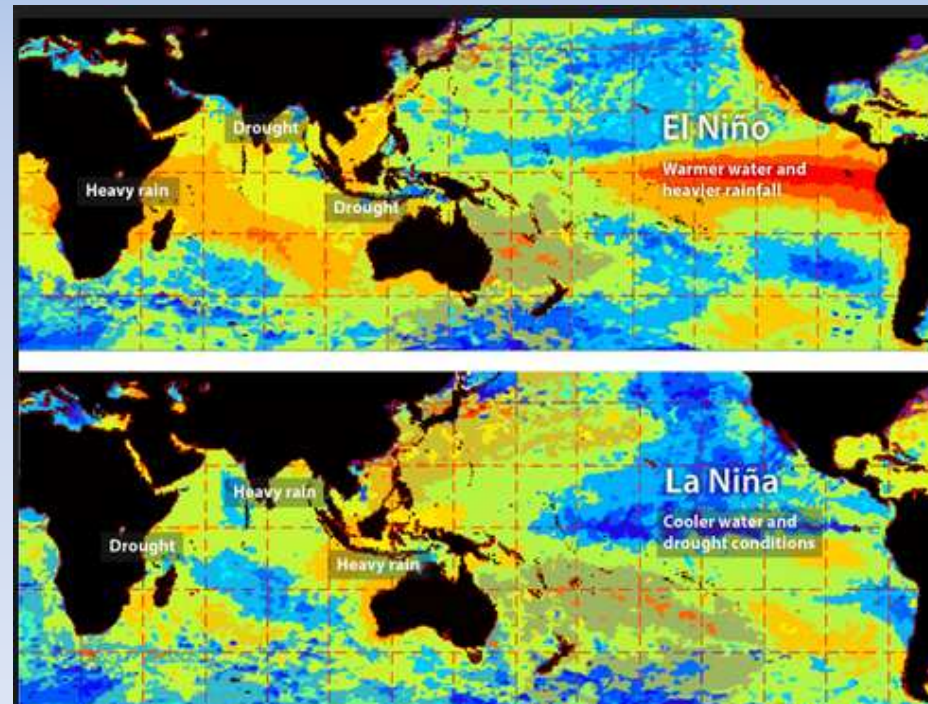 Drought
El Niño
Heavy rain
Warmer water and
heavier rainfall
Drought
La Niña
Heavy rain
Cooler water and
drought conditions
Drought
Heavy rain